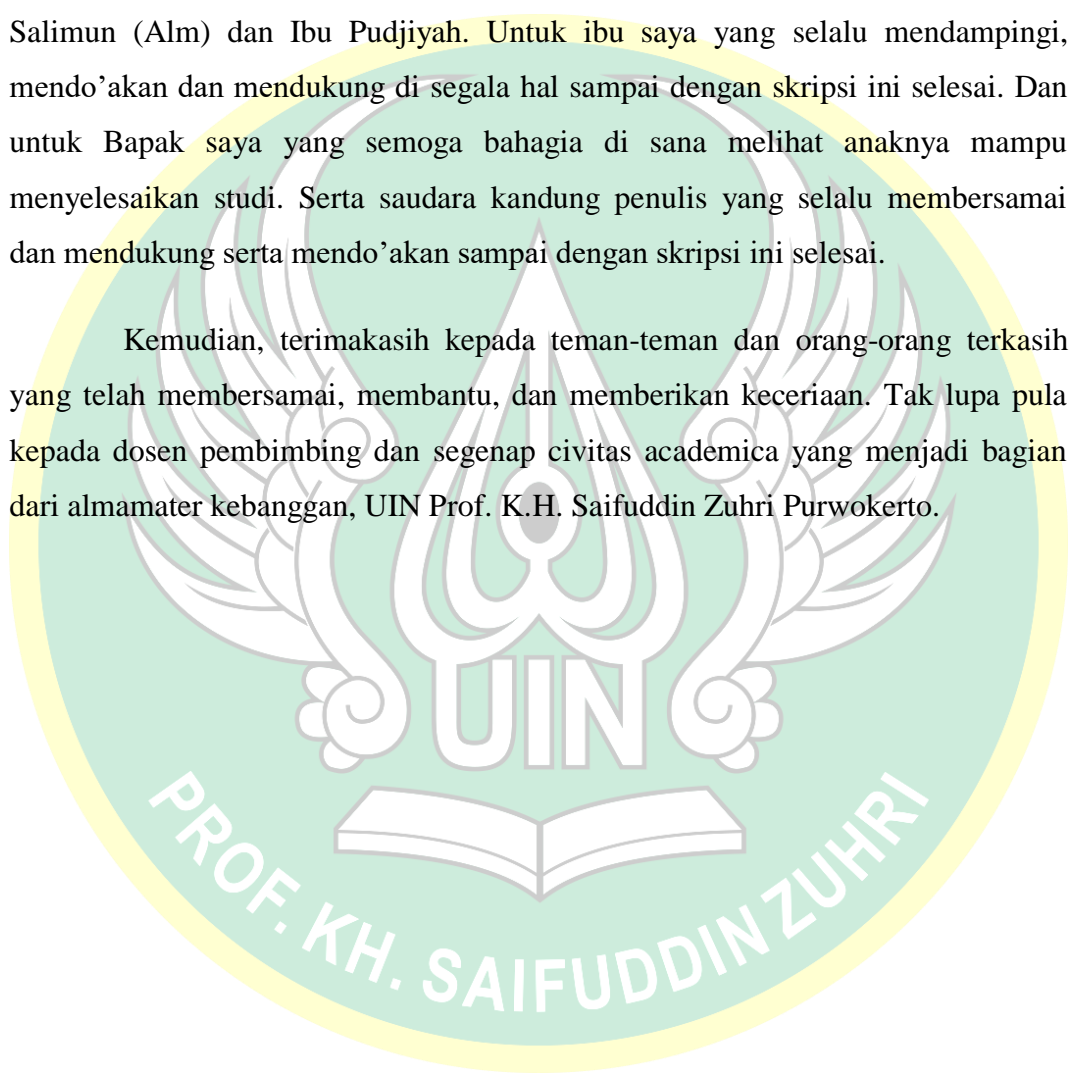 Salimun (Alm) dan Ibu Pudjiyah. Untuk ibu saya yang selalu mendampingi,
mendo’akan dan mendukung di segala hal sampai dengan skripsi ini selesai. Dan
untuk Bapak saya yang semoga bahagia di sana melihat anaknya mampu
menyelesaikan studi. Serta saudara kandung penulis yang selalu membersamai
dan mendukung serta mendo’akan sampai dengan skripsi ini selesai.
Kemudian, terimakasih kepada teman-teman dan orang-orang terkasih
yang telah membersamai, membantu, dan memberikan keceriaan. Tak lupa pula
kepada dosen pembimbing dan segenap civitas academica yang menjadi bagian
dari almamater kebanggan, UIN Prof. K.H. Saifuddin Zuhri Purwokerto.
UIN
PROF. KH. SAIFUDDIN ZUHRI